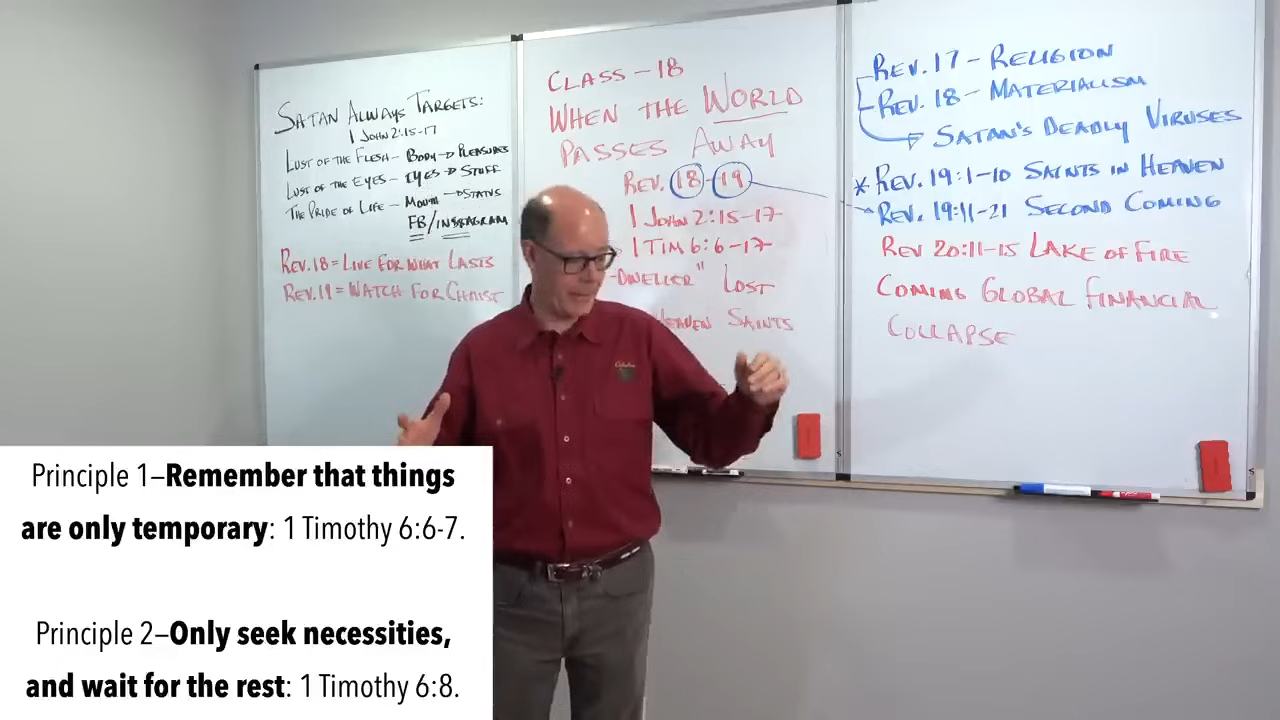 SATAN ALWAYS TARGETS:
1 JOHN 2:15-17
LUST OF THE FLESH - BODY → PLEASURES
LUST OF THE EYES - EYES → STUFF
THE PRIDE OF LIFE - → STATUS
FB/INSTAGRAM
REV. 18 = LIVE FOR WHAT LASTS
REV. 19 = WATCH FOR CHRIST
CLASS - 18
WHEN THE WORLD
PASSES AWAY
REV. 18-19
1 JOHN 2:15-17
1 TIM 6:6-17
-DWELLER" LOST
HEAVEN SAINTS
REV. 17 - RELIGION
REV. 18 - MATERIALISM
→ SATAN'S DEADLY VIRUSES
* REV. 19:1-10 SAINTS IN HEAVEN
REV. 19:11-21 SECOND COMING
REV 20:11-15 LAKE OF FIRE
COMING GLOBAL FINANCIAL
COLLAPSE
Principle 1–Remember that things
are only temporary: 1 Timothy 6:6-7.
Principle 2–Only seek necessities,
and wait for the rest: 1 Timothy 6:8.